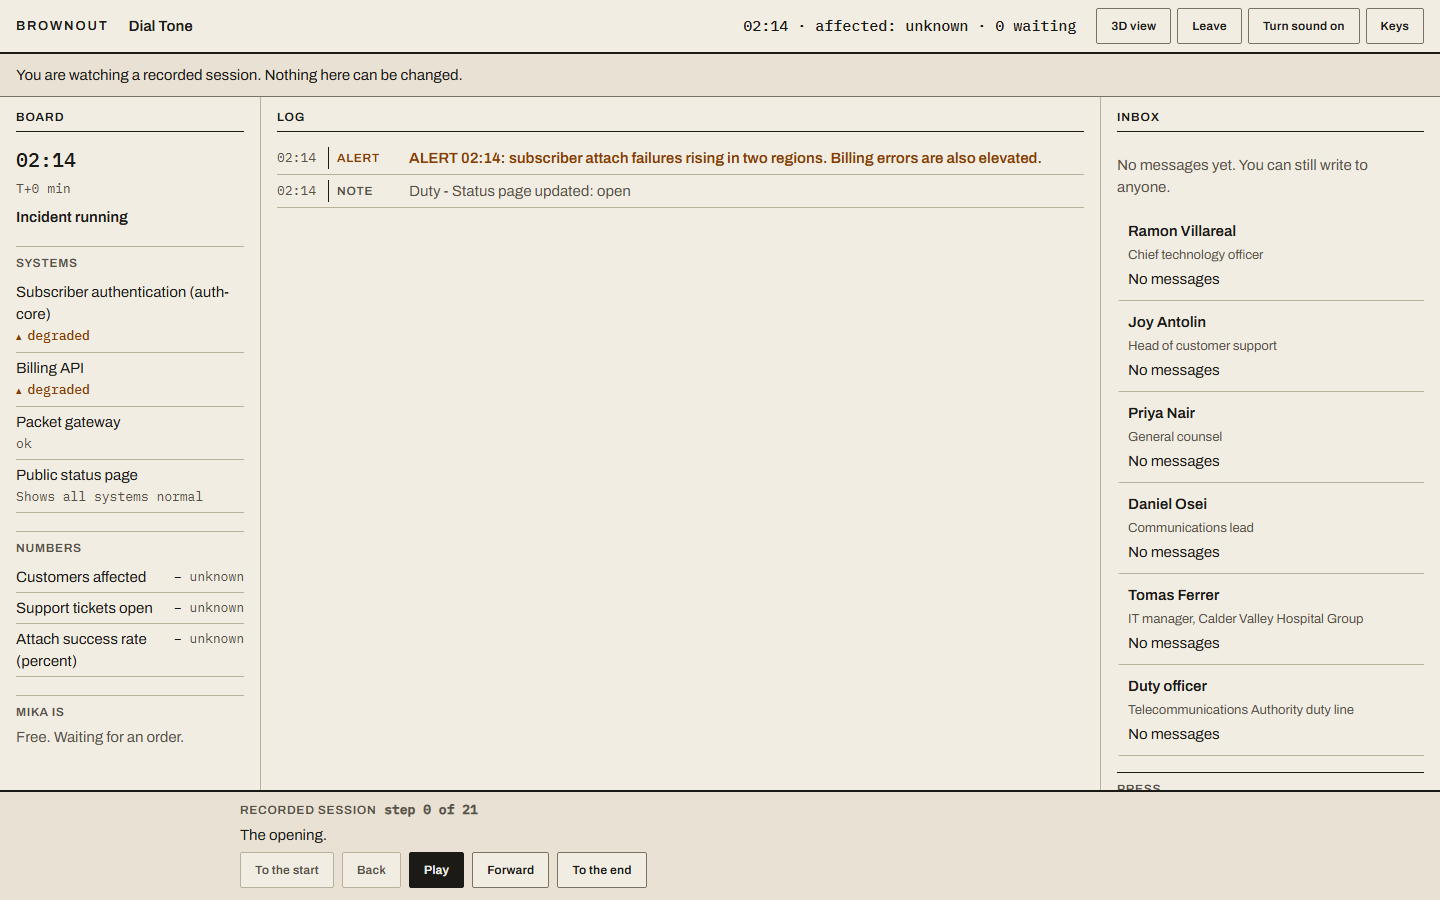 BROWNOUT Dial Tone
02:14 · affected: unknown · 0 waiting
3D view
Leave
Turn sound on
Keys
You are watching a recorded session. Nothing here can be changed.
BOARD
02:14
T+0 min
Incident running
SYSTEMS
Subscriber authentication (auth-
core)
▲ degraded
Billing API
▲ degraded
Packet gateway
ok
Public status page
Shows all systems normal
NUMBERS
Customers affected – unknown
Support tickets open – unknown
Attach success rate – unknown
(percent)
MIKA IS
Free. Waiting for an order.
LOG
02:14 ALERT ALERT 02:14: subscriber attach failures rising in two regions. Billing errors are also elevated.
02:14 NOTE Duty - Status page updated: open
INBOX
No messages yet. You can still write to
anyone.
Ramon Villareal
Chief technology officer
No messages
Joy Antolin
Head of customer support
No messages
Priya Nair
General counsel
No messages
Daniel Osei
Communications lead
No messages
Tomas Ferrer
IT manager, Calder Valley Hospital Group
No messages
Duty officer
Telecommunications Authority duty line
No messages
PRESS
RECORDED SESSION step 0 of 21
The opening.
To the start
Back
Play
Forward
To the end